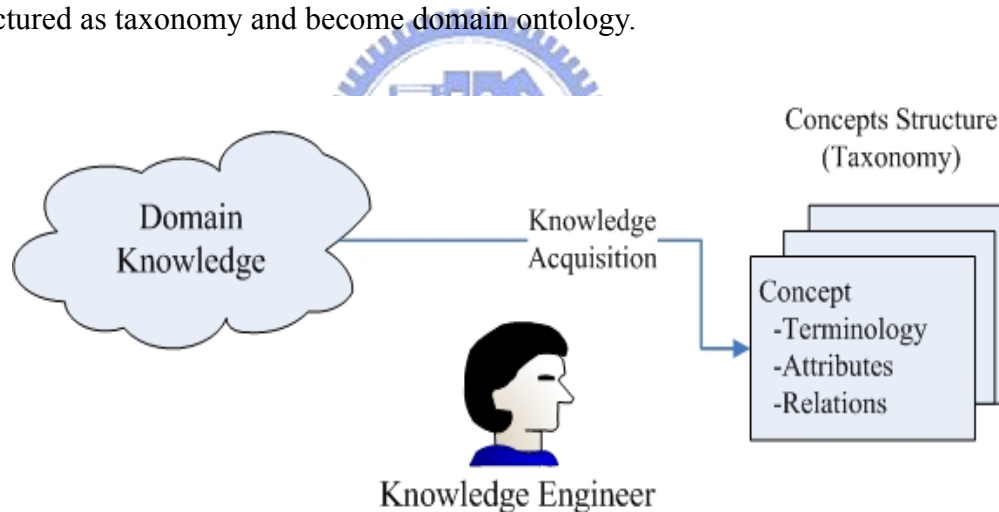 ctured as taxonomy and become domain ontology.
Concepts Structure
(Taxonomy)
Domain
Knowledge
Knowledge
Acquisition
Concept
-Terminology
-Attributes
-Relations
Knowledge Engineer